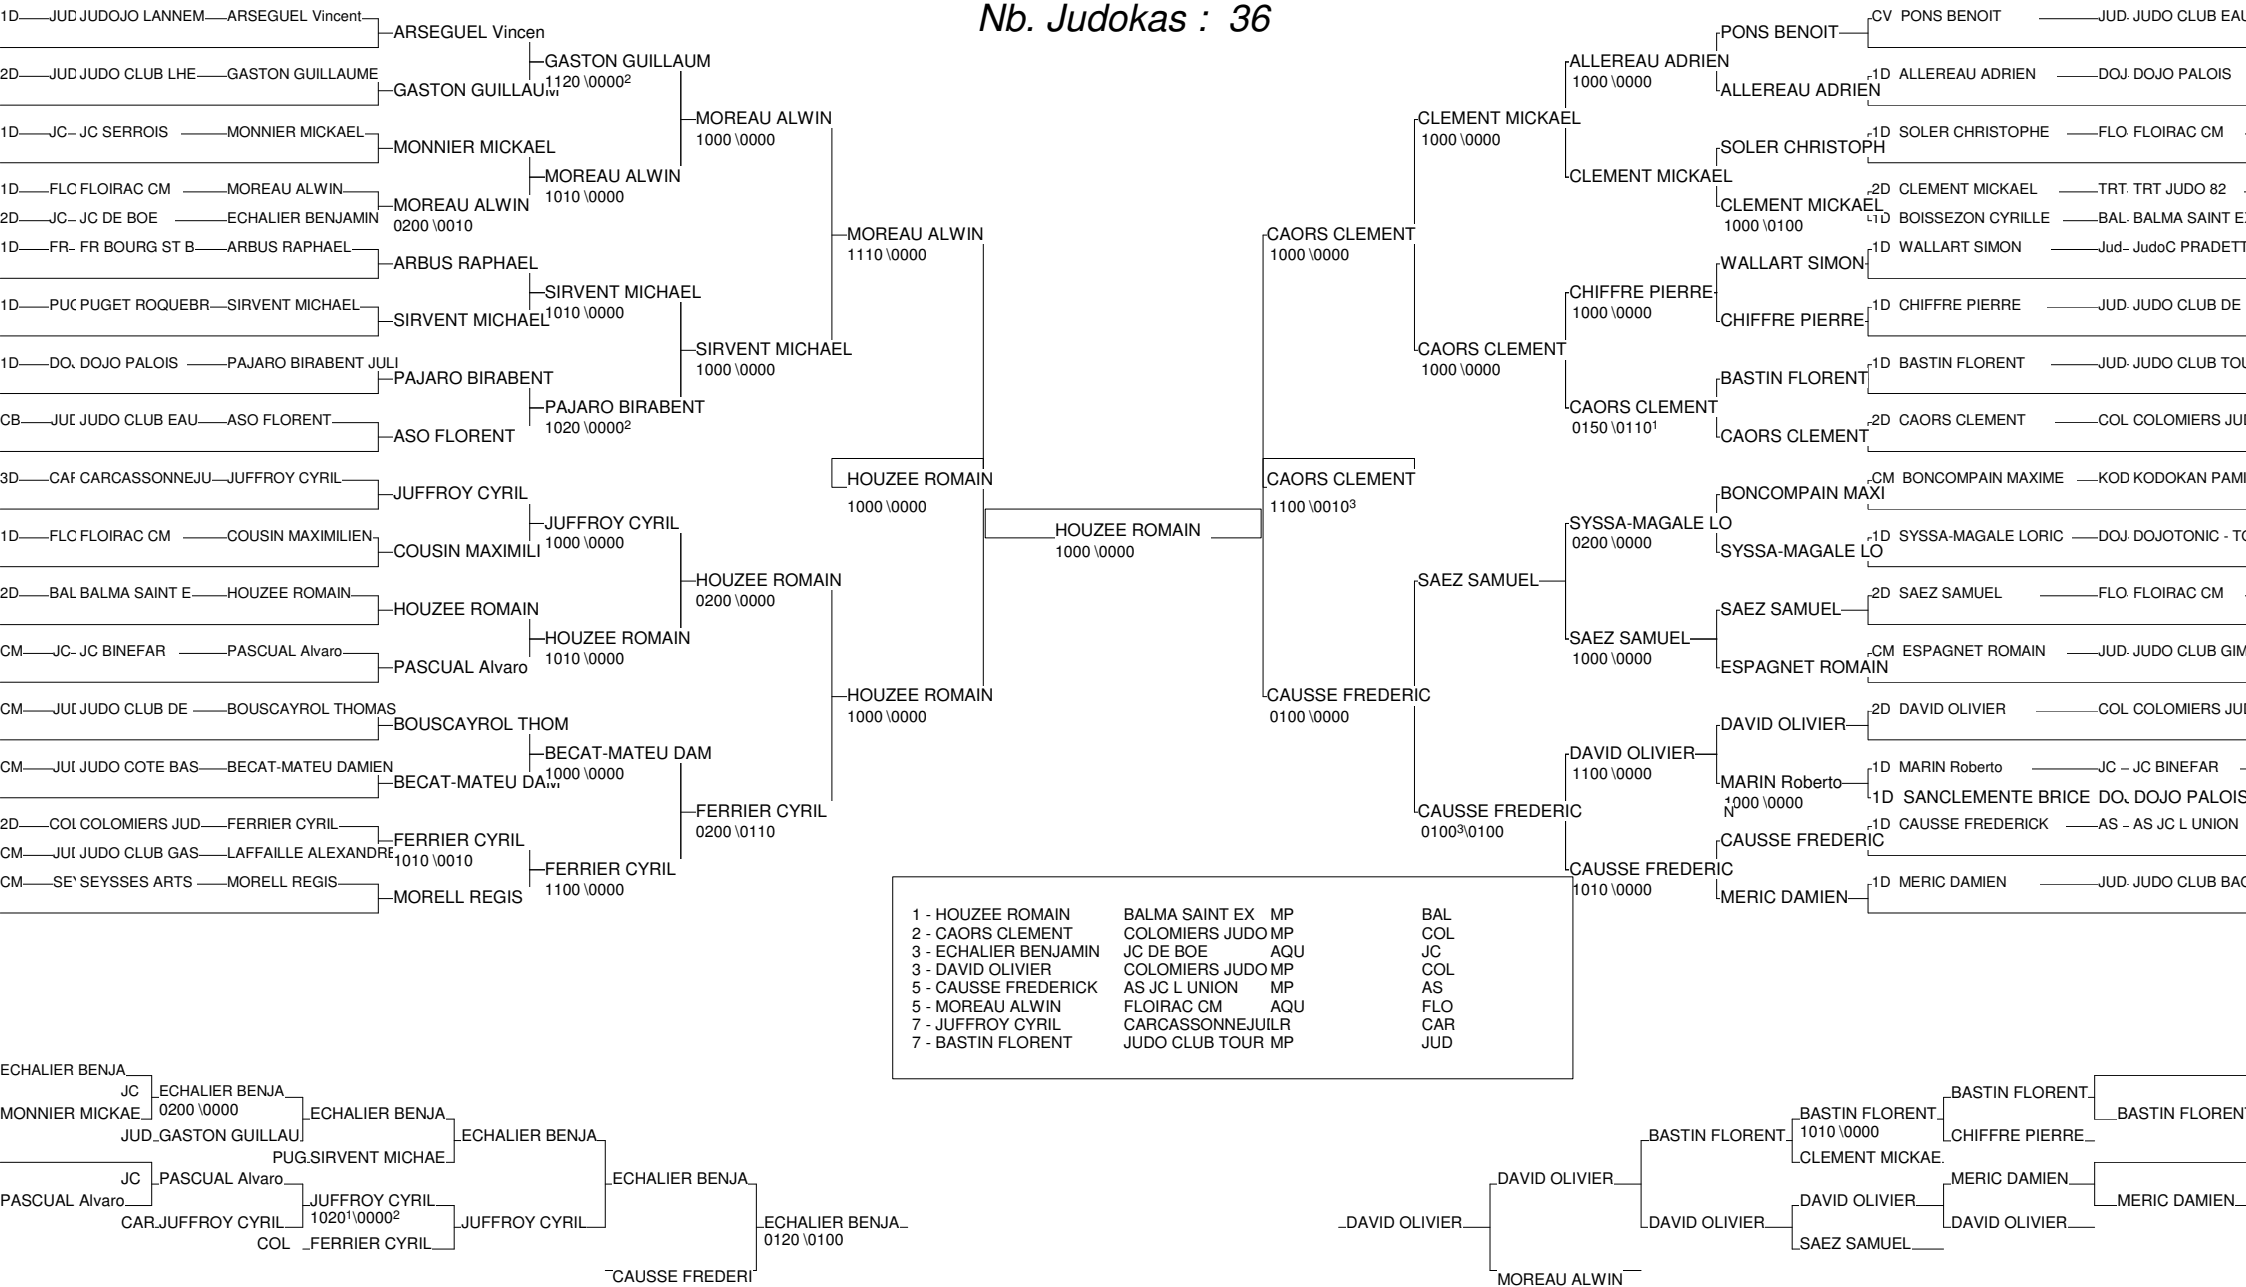 Nb. Judokas : 36
1D JUD JUDOJO LANNEM ARSEGUEL Vincent
2D JUD JUDO CLUB LHE GASTON GUILLAUME
1D JC JC SERROIS MONNIER MICKAEL
1D FLO FLOIRAC CM MOREAU ALWIN
2D JC JC DE BOE ECHALIER BENJAMIN
1D FR FR BOURG ST B ARBUS RAPHAEL
1D PUG PUGET ROQUEBR SIRVENT MICHAEL
1D DOJ DOJO PALOIS PAJARO BIRABENT JULI
CB JUD JUDO CLUB EAU ASO FLORENT
3D CAR CARCASSONNEJU JUFFROY CYRIL
1D FLO FLOIRAC CM COUSIN MAXIMILIEN
2D BAL BALMA SAINT E HOUZEE ROMAIN
CM JC JC BINEFAR PASCUAL Alvaro
CM JUD JUDO CLUB DE BOUSCAYROL THOMAS
CM JUD JUDO COTE BAS BECAT-MATEU DAMIEN
2D COL COLOMIERS JUD FERRIER CYRIL
CM JUD JUDO CLUB GAS LAFFAILLE ALEXANDRE
CM SEY SEYSSES ARTS MORELL REGIS
ARSEGUEL Vincen
GASTON GUILLAUM
MONNIER MICKAEL
MOREAU ALWIN
0200 \0010
ARBUS RAPHAEL
SIRVENT MICHAEL
PAJARO BIRABENT
ASO FLORENT
JUFFROY CYRIL
COUSIN MAXIMILI
HOUZEE ROMAIN
PASCUAL Alvaro
BOUSCAYROL THOM
BECAT-MATEU DAM
FERRIER CYRIL
1010 \0010
MORELL REGIS
GASTON GUILLAUM
1120 \0000²
MOREAU ALWIN
1010 \0000
SIRVENT MICHAEL
1010 \0000
PAJARO BIRABENT
1020 \0000²
JUFFROY CYRIL
1000 \0000
HOUZEE ROMAIN
1010 \0000
BECAT-MATEU DAM
1000 \0000
FERRIER CYRIL
1100 \0000
MOREAU ALWIN
1000 \0000
SIRVENT MICHAEL
1000 \0000
HOUZEE ROMAIN
0200 \0000
FERRIER CYRIL
0200 \0110
MOREAU ALWIN
1110 \0000
HOUZEE ROMAIN
1000 \0000
HOUZEE ROMAIN
1000 \0000
HOUZEE ROMAIN
1000 \0000
CAORS CLEMENT
1000 \0000
CAORS CLEMENT
1100 \0010³
CAUSSE FREDERIC
0100 \0000
CLEMENT MICKAEL
1000 \0000
CAORS CLEMENT
1000 \0000
SAEZ SAMUEL
CAUSSE FREDERIC
0100³\0100
ALLEREAU ADRIEN
1000 \0000
CLEMENT MICKAEL
CHIFFRE PIERRE
1000 \0000
CAORS CLEMENT
0150 \0110¹
SYSSA-MAGALE LO
0200 \0000
SAEZ SAMUEL
1000 \0000
DAVID OLIVIER
1100 \0000
CAUSSE FREDERIC
1010 \0000
PONS BENOIT
ALLEREAU ADRIEN
SOLER CHRISTOPH
CLEMENT MICKAEL
1000 \0100
WALLART SIMON
CHIFFRE PIERRE
BASTIN FLORENT
CAORS CLEMENT
BONCOMPAIN MAXI
SYSSA-MAGALE LO
SAEZ SAMUEL
ESPAGNET ROMAIN
DAVID OLIVIER
MARIN Roberto
1000 \0000
N
CAUSSE FREDERIC
MERIC DAMIEN
CV PONS BENOIT JUD JUDO CLUB EAU
1D ALLEREAU ADRIEN DOJ DOJO PALOIS
1D SOLER CHRISTOPHE FLO FLOIRAC CM
2D CLEMENT MICKAEL TRT TRT JUDO 82
1D BOISSEZON CYRILLE BAL BALMA SAINT EX
1D WALLART SIMON Jud JudoC PRADETT
1D CHIFFRE PIERRE JUD JUDO CLUB DE
1D BASTIN FLORENT JUD JUDO CLUB TOU
2D CAORS CLEMENT COL COLOMIERS JUD
CM BONCOMPAIN MAXIME KOD KODOKAN PAMI
1D SYSSA-MAGALE LORIC DOJ DOJOTONIC - TO
2D SAEZ SAMUEL FLO FLOIRAC CM
CM ESPAGNET ROMAIN JUD JUDO CLUB GIM
2D DAVID OLIVIER COL COLOMIERS JUD
1D MARIN Roberto JC JC BINEFAR
1D SANCLEMENTE BRICE DOJ DOJO PALOIS
1D CAUSSE FREDERICK AS AS JC L UNION
1D MERIC DAMIEN JUD JUDO CLUB BAG
1 - HOUZEE ROMAIN BALMA SAINT EX MP BAL
2 - CAORS CLEMENT COLOMIERS JUDO MP COL
3 - ECHALIER BENJAMIN JC DE BOE AQU JC
3 - DAVID OLIVIER COLOMIERS JUDO MP COL
5 - CAUSSE FREDERICK AS JC L UNION MP AS
5 - MOREAU ALWIN FLOIRAC CM AQU FLO
7 - JUFFROY CYRIL CARCASSONNEJUI LR CAR
7 - BASTIN FLORENT JUDO CLUB TOUR MP JUD
ECHALIER BENJA
JC
MONNIER MICKAE
ECHALIER BENJA
0200 \0000
JUD GASTON GUILLAU
ECHALIER BENJA
PUG SIRVENT MICHAE
ECHALIER BENJA
JC PASCUAL Alvaro
PASCUAL Alvaro
CAR JUFFROY CYRIL
JUFFROY CYRIL
1020¹\0000²
COL FERRIER CYRIL
JUFFROY CYRIL
ECHALIER BENJA
CAUSSE FREDERI
ECHALIER BENJA
0120 \0100
DAVID OLIVIER
DAVID OLIVIER
MOREAU ALWIN
BASTIN FLORENT
DAVID OLIVIER
BASTIN FLORENT
1010 \0000
CLEMENT MICKAE
DAVID OLIVIER
SAEZ SAMUEL
BASTIN FLORENT
CHIFFRE PIERRE
MERIC DAMIEN
DAVID OLIVIER
BASTIN FLORENT
MERIC DAMIEN